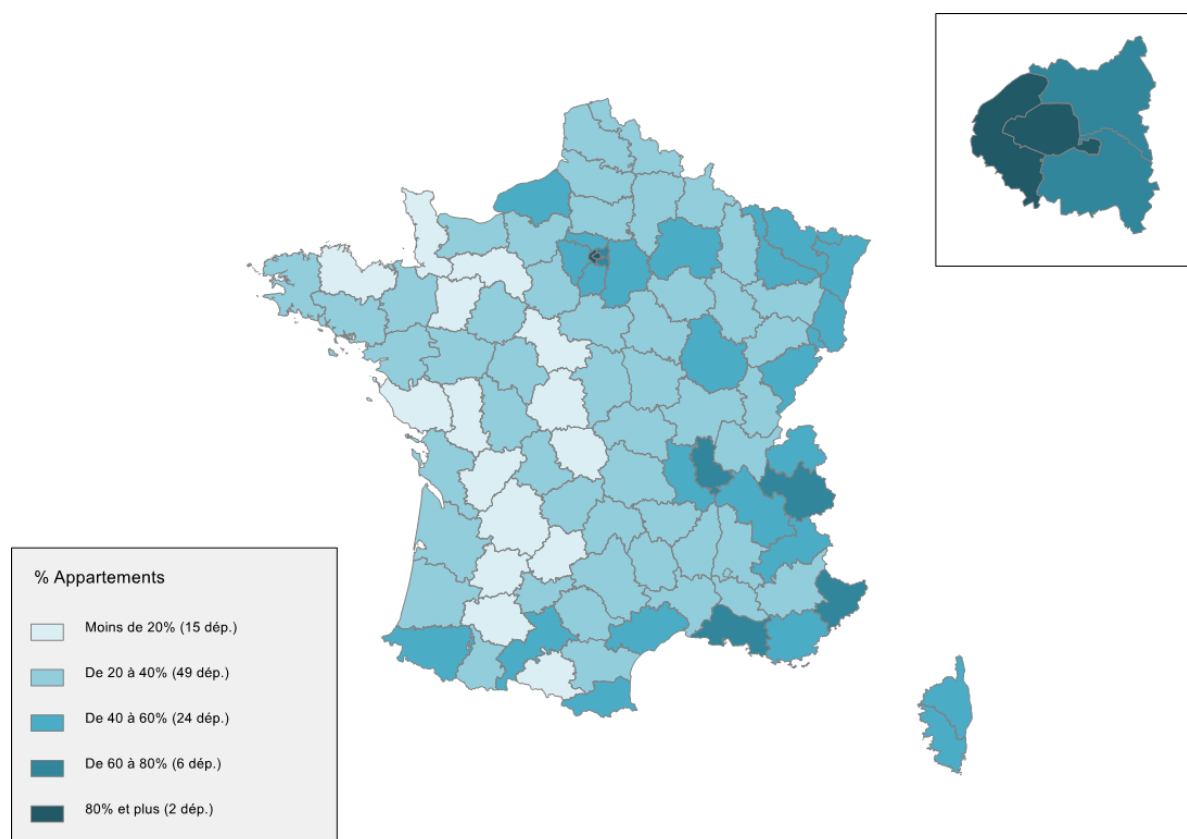 % Appartements
Moins de 20% (15 dép.)
De 20 à 40% (49 dép.)
De 40 à 60% (24 dép.)
De 60 à 80% (6 dép.)
80% et plus (2 dép.)